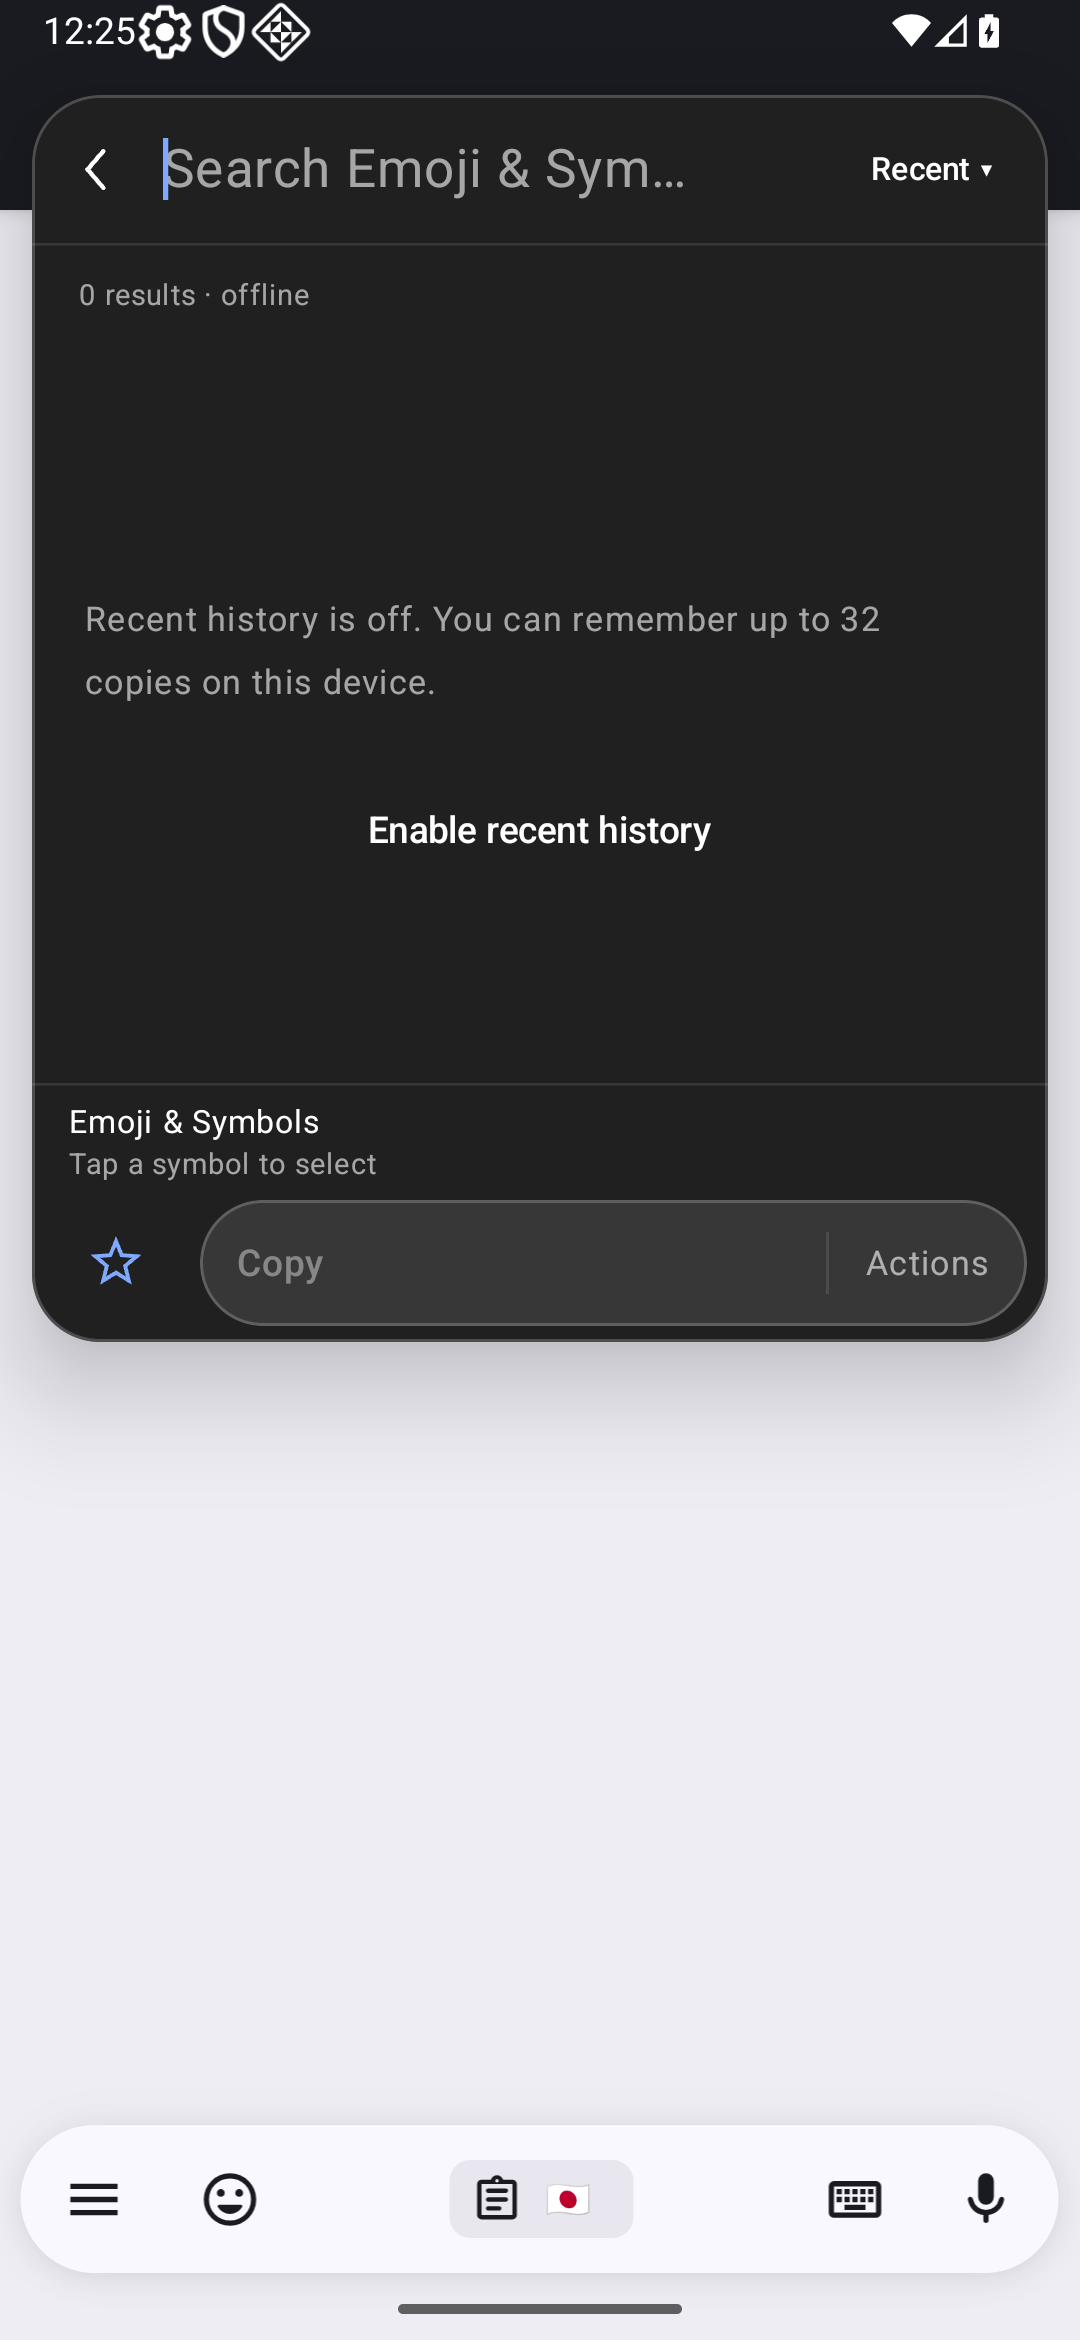 12:25
Search Emoji & Sym...
Recent ▾
0 results · offline
Recent history is off. You can remember up to 32
copies on this device.
Enable recent history
Emoji & Symbols
Tap a symbol to select
Copy
Actions